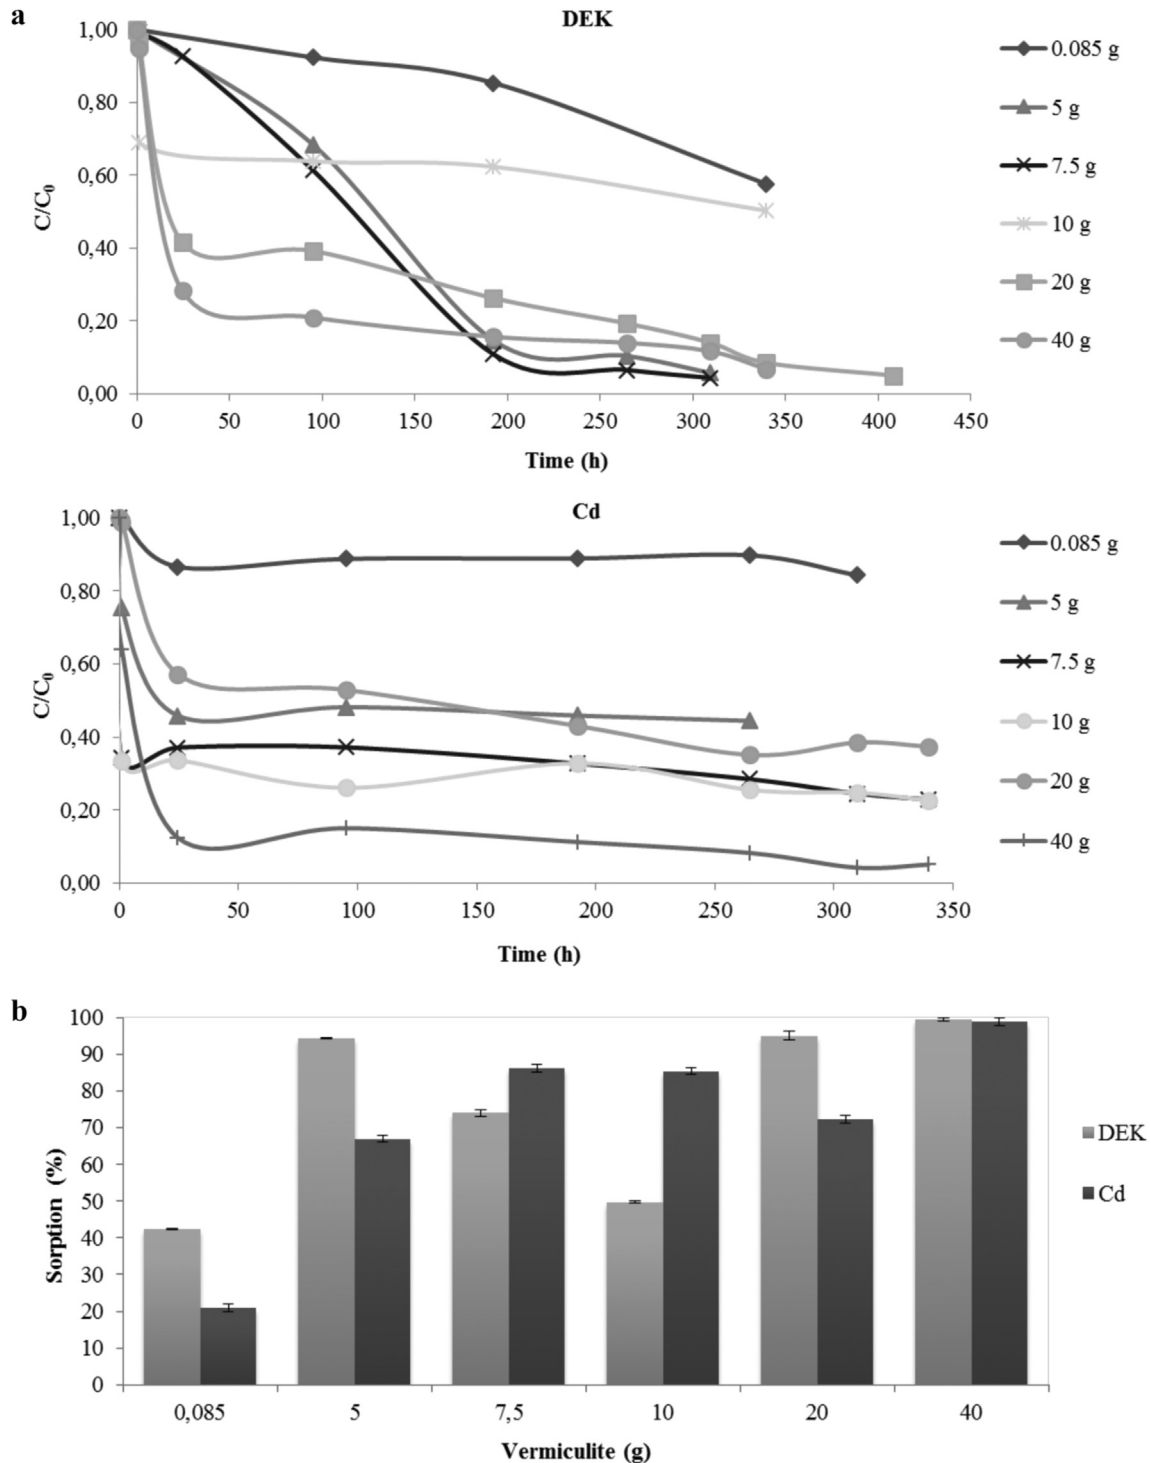 a
DEK
1,00
0,80
0,60
0,40
0,20
0,00
C/C0
0 50 100 150 200 250 300 350 400 450
Time (h)
0.085 g
5 g
7.5 g
10 g
20 g
40 g
Cd
1,00
0,80
0,60
0,40
0,20
0,00
C/C0
0 50 100 150 200 250 300 350
Time (h)
0.085 g
5 g
7.5 g
10 g
20 g
40 g
b
100
90
80
70
60
50
40
30
20
10
0
Sorption (%)
0,085 5 7,5 10 20 40
Vermiculite (g)
DEK
Cd